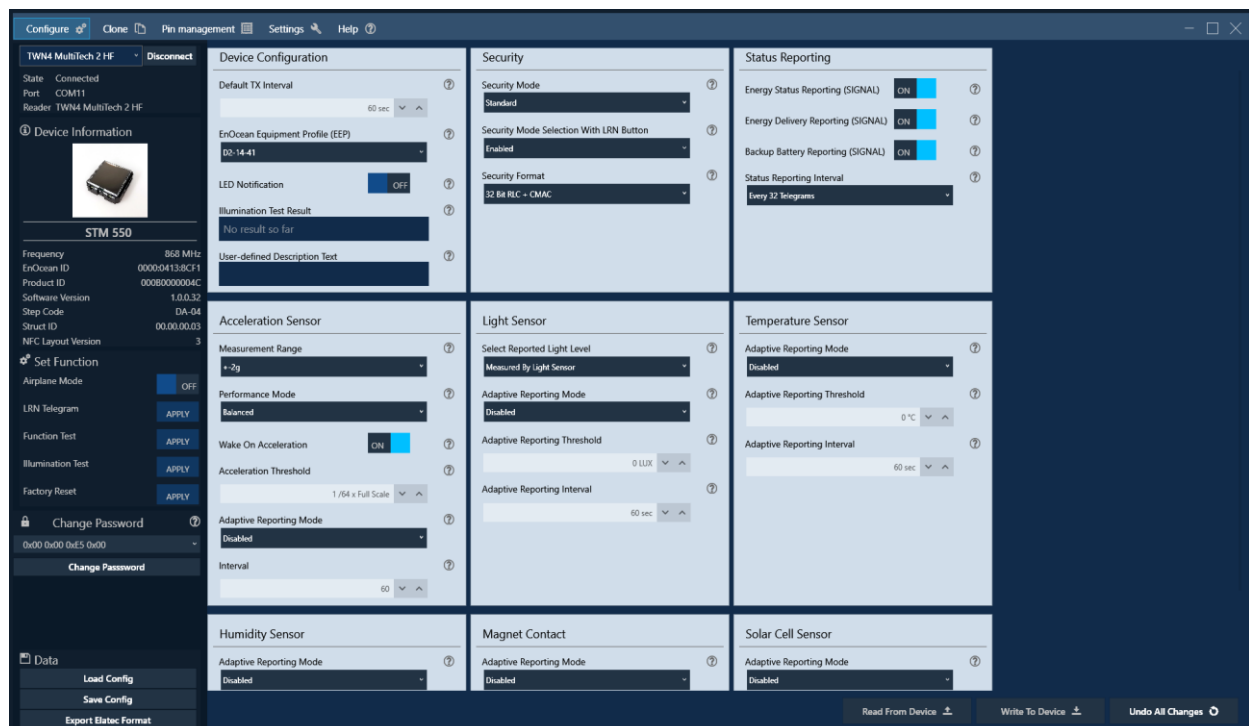 Configure Clone Pin management Settings Help
TWN4 MultiTech 2 HF Disconnect
State Connected
Port COM11
Reader TWN4 MultiTech 2 HF
Device Information
STM 550
Frequency 868 MHz
EnOcean ID 0000:0413:8CF1
Product ID 000B0000004C
Software Version 1.0.0.32
Step Code DA-04
Struct ID 00.00.00.03
NFC Layout Version 3
Set Function
Airplane Mode OFF
LRN Telegram APPLY
Function Test APPLY
Illumination Test APPLY
Factory Reset APPLY
Change Password
0x00 0x00 0xE5 0x00
Change Passsword
Data
Load Config
Save Config
Export Elatec Format
Device Configuration
Default TX Interval
60 sec
EnOcean Equipment Profile (EEP)
D2-14-41
LED Notification OFF
Illumination Test Result
No result so far
User-defined Description Text
Security
Security Mode
Standard
Security Mode Selection With LRN Button
Enabled
Security Format
32 Bit RLC + CMAC
Status Reporting
Energy Status Reporting (SIGNAL) ON
Energy Delivery Reporting (SIGNAL) ON
Backup Battery Reporting (SIGNAL) ON
Status Reporting Interval
Every 32 Telegrams
Acceleration Sensor
Measurement Range
+-2g
Performance Mode
Balanced
Wake On Acceleration ON
Acceleration Threshold
1 /64 x Full Scale
Adaptive Reporting Mode
Disabled
Interval
60
Light Sensor
Select Reported Light Level
Measured By Light Sensor
Adaptive Reporting Mode
Disabled
Adaptive Reporting Threshold
0 LUX
Adaptive Reporting Interval
60 sec
Temperature Sensor
Adaptive Reporting Mode
Disabled
Adaptive Reporting Threshold
0 °C
Adaptive Reporting Interval
60 sec
Humidity Sensor
Adaptive Reporting Mode
Disabled
Magnet Contact
Adaptive Reporting Mode
Disabled
Solar Cell Sensor
Adaptive Reporting Mode
Disabled
Read From Device Write To Device Undo All Changes